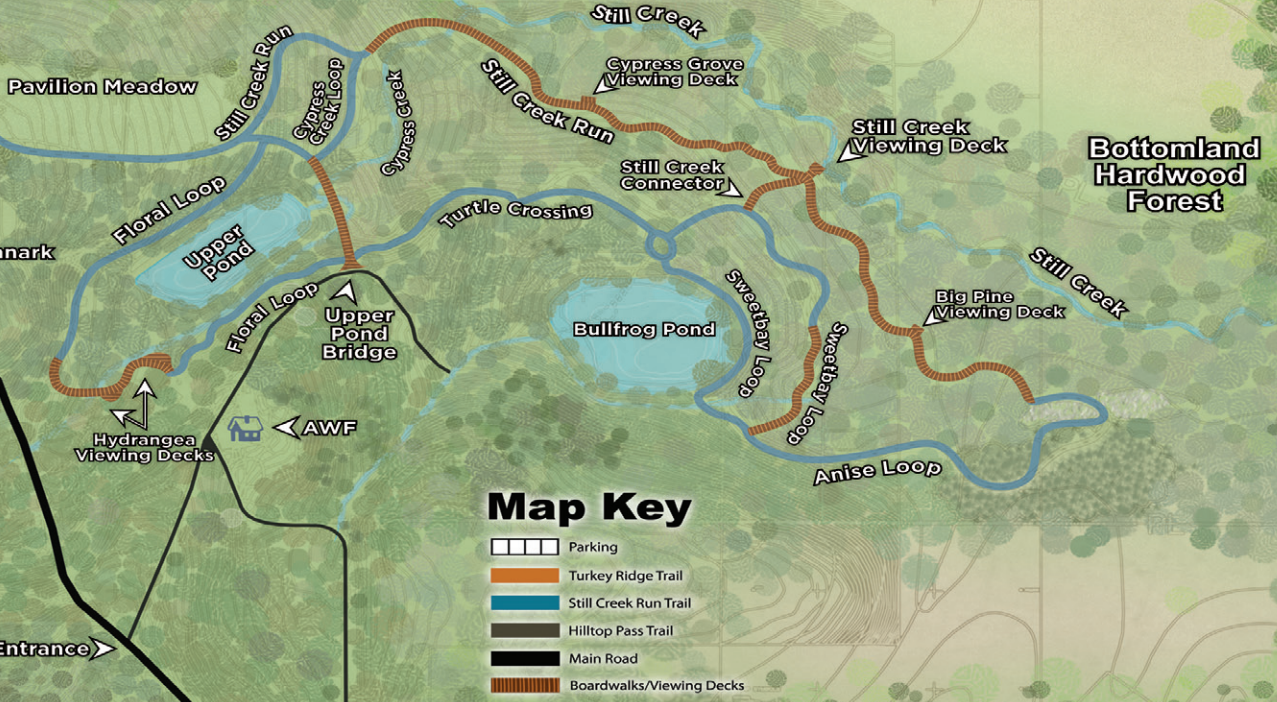 Still Creek
Still Creek Run
Pavilion Meadow
Cypress
Creek Loop
Cypress Creek
Cypress Grove
Viewing Deck
Still Creek Run
Still Creek
Viewing Deck
Bottomland
Hardwood
Forest
Still Creek
Connector
Floral Loop
Turtle Crossing
Upper
Pond
Still Creek
Floral Loop
Upper
Pond
Bridge
Bullfrog Pond
Sweetbay Loop
Sweetbay Loop
Big Pine
Viewing Deck
Hydrangea
Viewing Decks
AWF
Anise Loop
Map Key
Parking
Turkey Ridge Trail
Still Creek Run Trail
Hilltop Pass Trail
Main Road
Boardwalks/Viewing Decks
Entrance